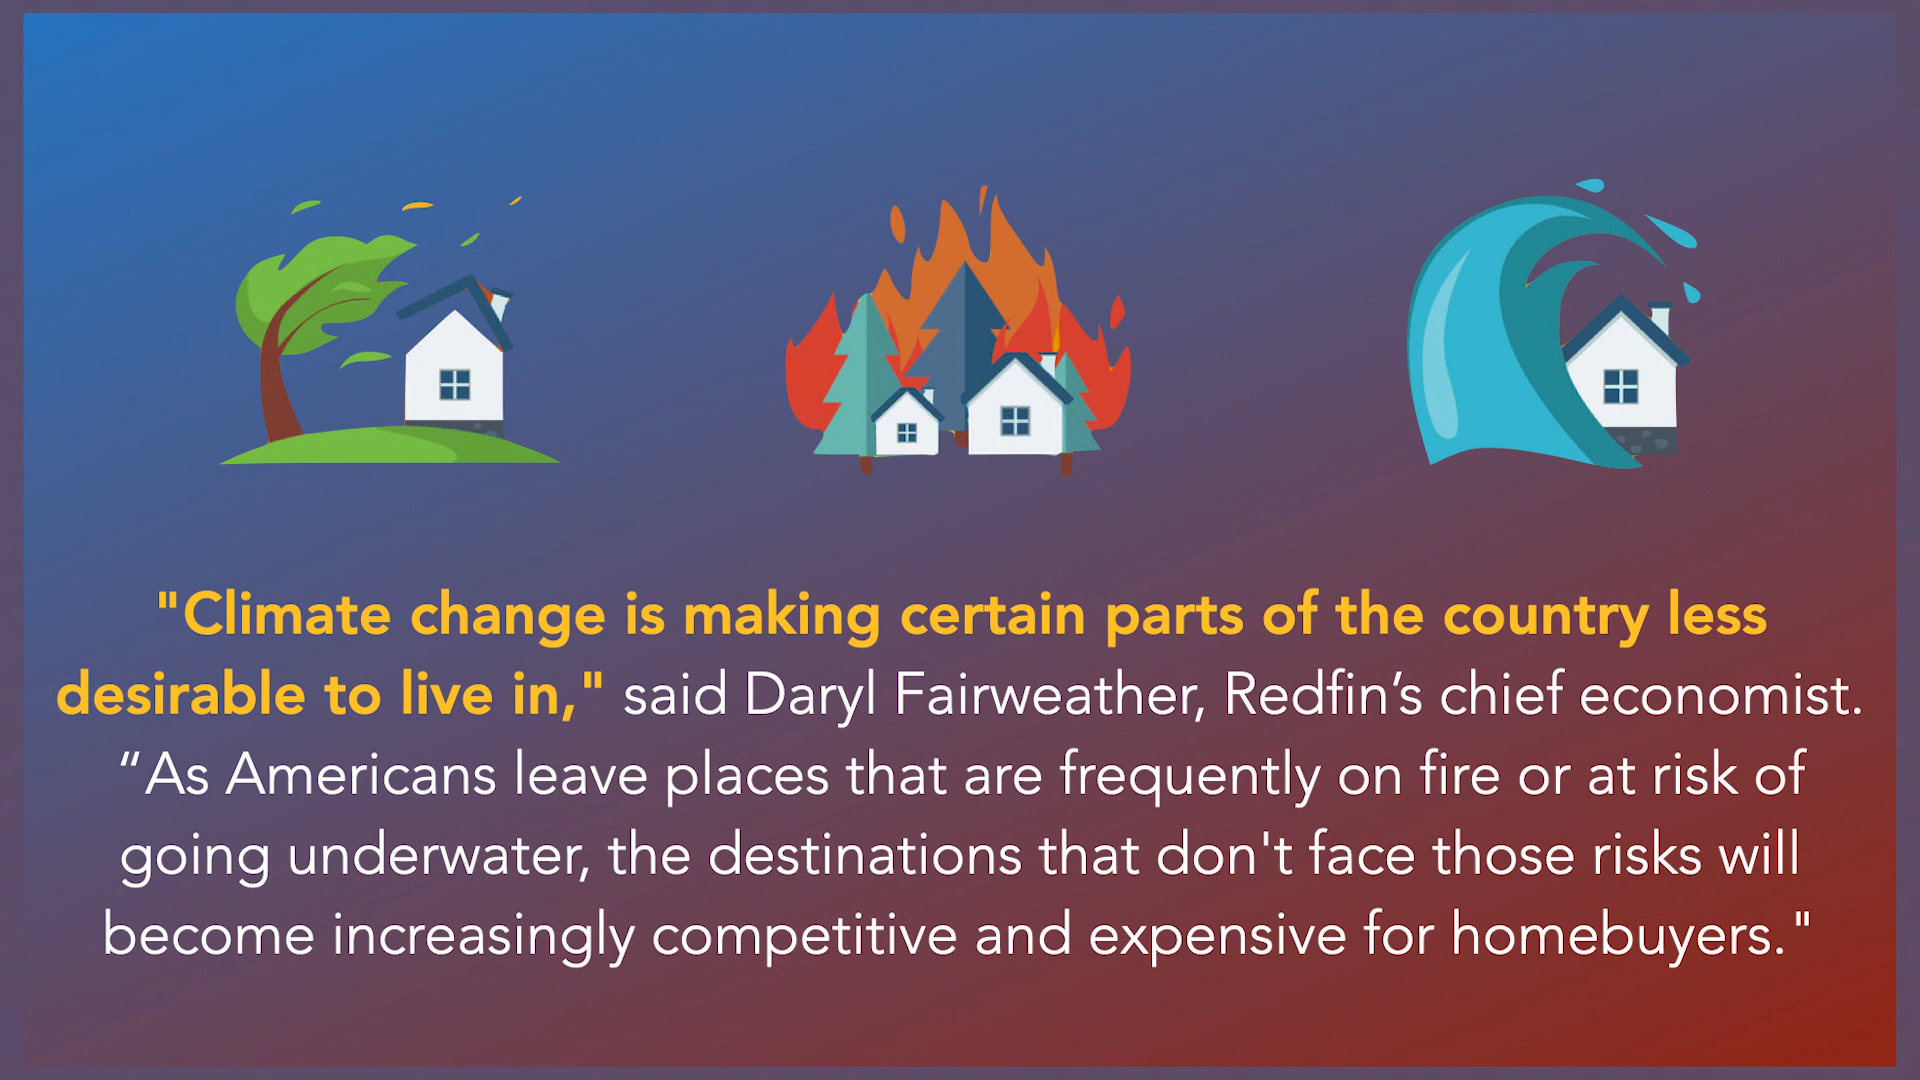 "Climate change is making certain parts of the country less
desirable to live in," said Daryl Fairweather, Redfin’s chief economist.
“As Americans leave places that are frequently on fire or at risk of
going underwater, the destinations that don't face those risks will
become increasingly competitive and expensive for homebuyers."